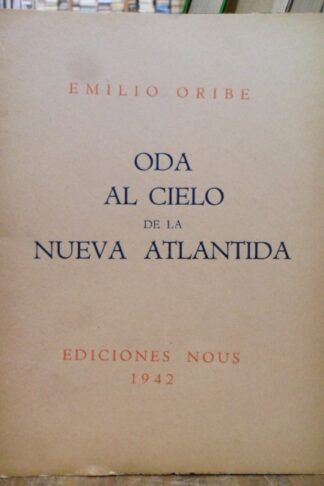 EMILIO ORIBE
ODA
AL CIELO
DE LA
NUEVA ATLANTIDA
EDICIONES NOUS
1942